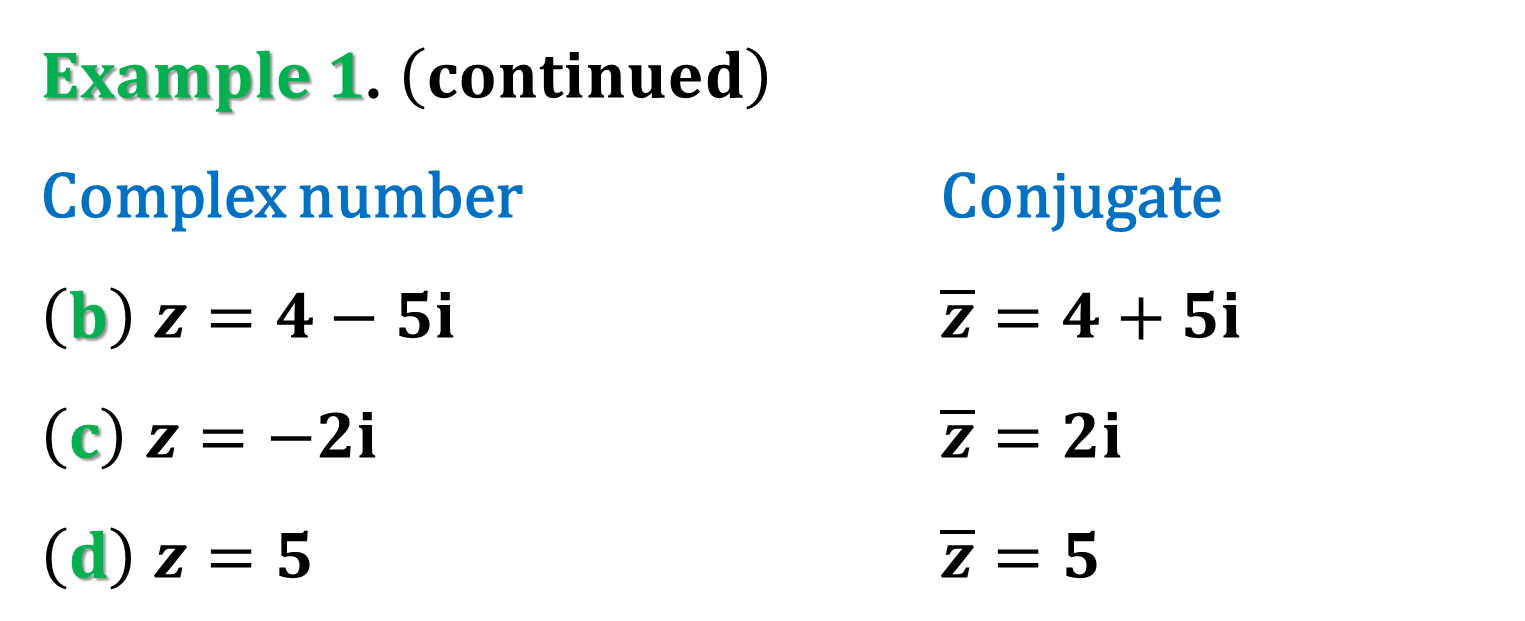 Example 1. (continued)
Complex number Conjugate
(b) z = 4 − 5i z̅ = 4 + 5i
(c) z = −2i z̅ = 2i
(d) z = 5 z̅ = 5